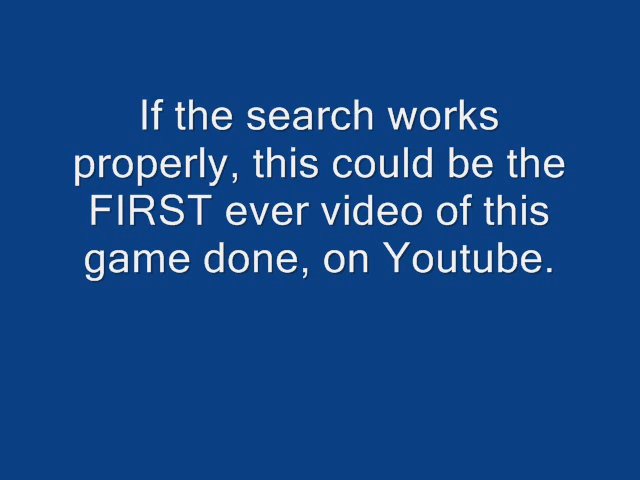 If the search works
properly, this could be the
FIRST ever video of this
game done, on Youtube.